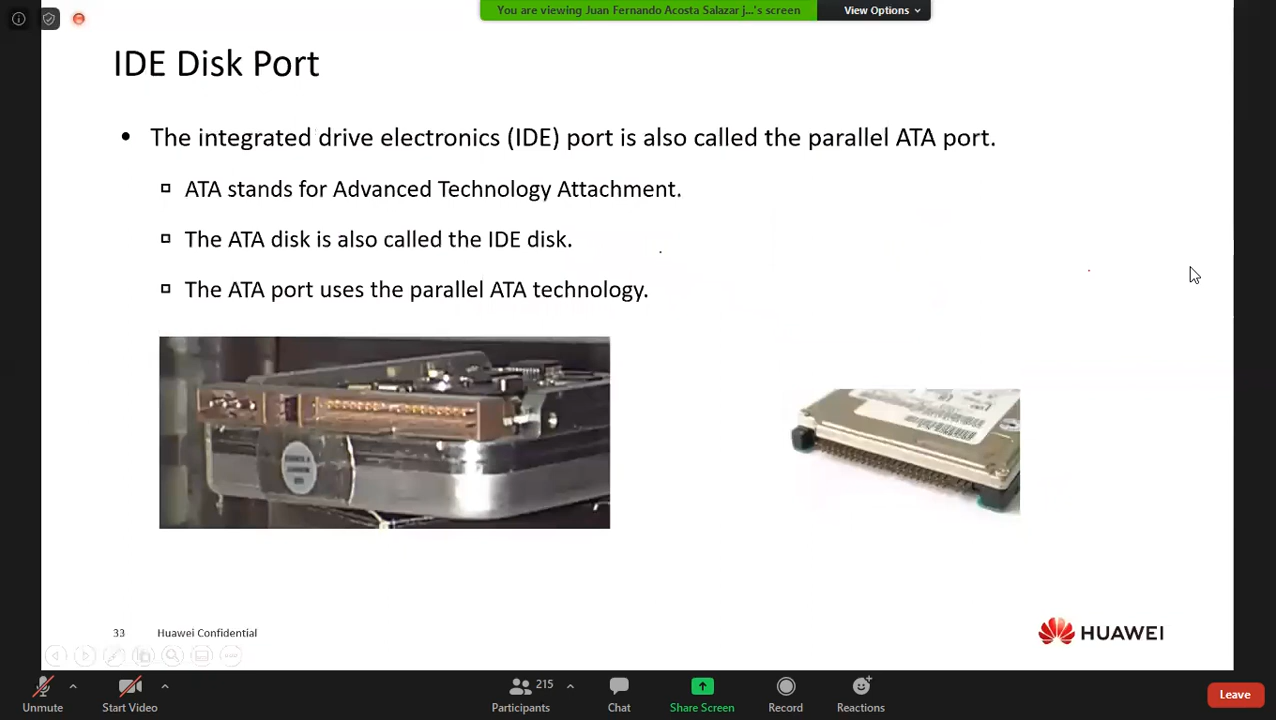 You are viewing Juan Fernando Acosta Salazar j...'s screen
View Options
IDE Disk Port
The integrated drive electronics (IDE) port is also called the parallel ATA port.
ATA stands for Advanced Technology Attachment.
The ATA disk is also called the IDE disk.
The ATA port uses the parallel ATA technology.
33 Huawei Confidential
HUAWEI
215
Unmute
Start Video
Participants
Chat
Share Screen
Record
Reactions
Leave